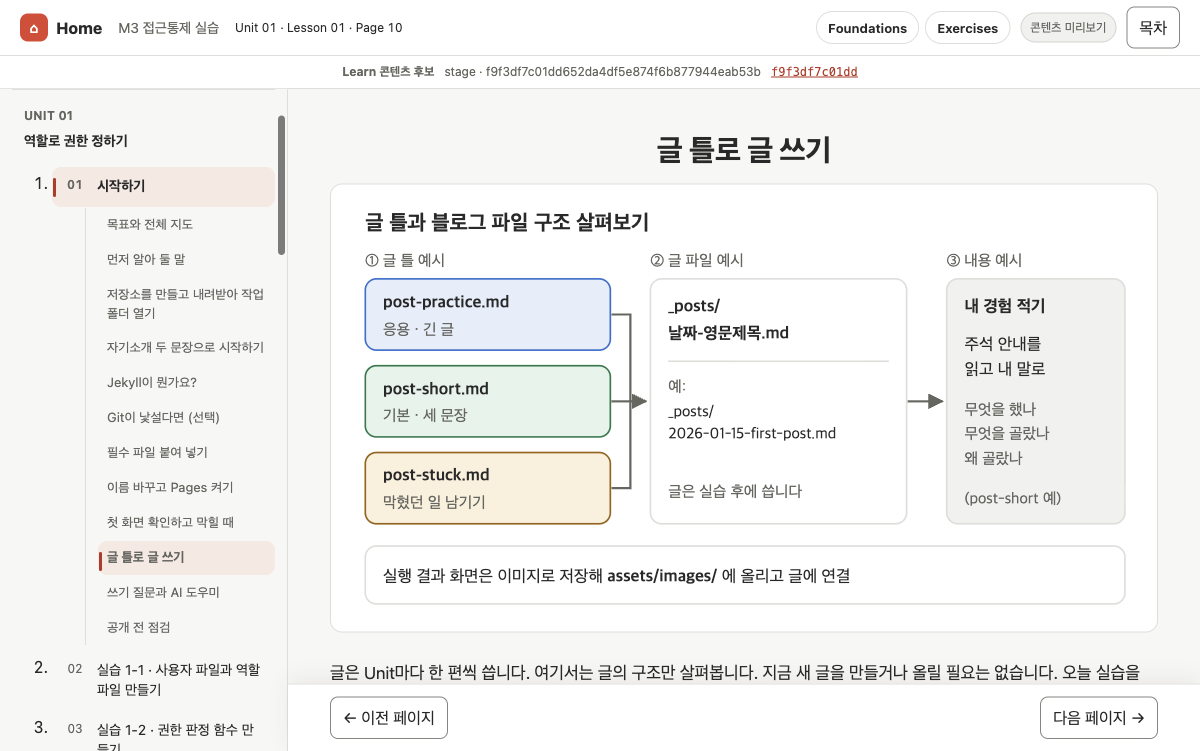 Home M3 접근통제 실습 Unit 01 · Lesson 01 · Page 10 Foundations Exercises 콘텐츠 미리보기 목차
Learn 콘텐츠 후보 stage · f9f3df7c01dd652da4df5e874f6b877944eab53b f9f3df7c01dd
UNIT 01
역할로 권한 정하기
1. 01 시작하기
목표와 전체 지도
먼저 알아 둘 말
저장소를 만들고 내려받아 작업
폴더 열기
자기소개 두 문장으로 시작하기
Jekyll이 뭔가요?
Git이 낯설다면 (선택)
필수 파일 붙여 넣기
이름 바꾸고 Pages 켜기
첫 화면 확인하고 막힐 때
글 틀로 글 쓰기
쓰기 질문과 AI 도우미
공개 전 점검
2. 02 실습 1-1 · 사용자 파일과 역할
파일 만들기
3. 03 실습 1-2 · 권한 판정 함수 만
들기
글 틀로 글 쓰기
글 틀과 블로그 파일 구조 살펴보기
① 글 틀 예시
post-practice.md
응용 · 긴 글
post-short.md
기본 · 세 문장
post-stuck.md
막혔던 일 남기기
② 글 파일 예시
_posts/
날짜-영문제목.md
예:
_posts/
2026-01-15-first-post.md
글은 실습 후에 씁니다
③ 내용 예시
내 경험 적기
주석 안내를
읽고 내 말로
무엇을 했나
무엇을 골랐나
왜 골랐나
(post-short 예)
실행 결과 화면은 이미지로 저장해 assets/images/ 에 올리고 글에 연결
글은 Unit마다 한 편씩 씁니다. 여기서는 글의 구조만 살펴봅니다. 지금 새 글을 만들거나 올릴 필요는 없습니다. 오늘 실습을
← 이전 페이지
다음 페이지 →